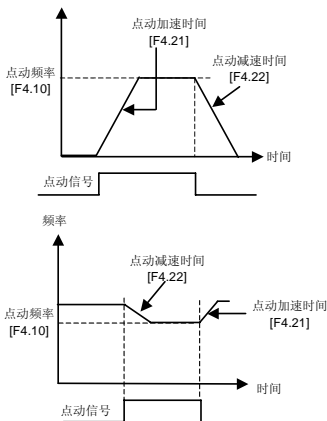 点动加速时间
[F4.21]
点动减速时间
[F4.22]
点动频率
[F4.10]
时间
点动信号
频率
点动减速时间
[F4.22]
点动频率
[F4.10]
点动加速时间
[F4.21]
时间
点动信号